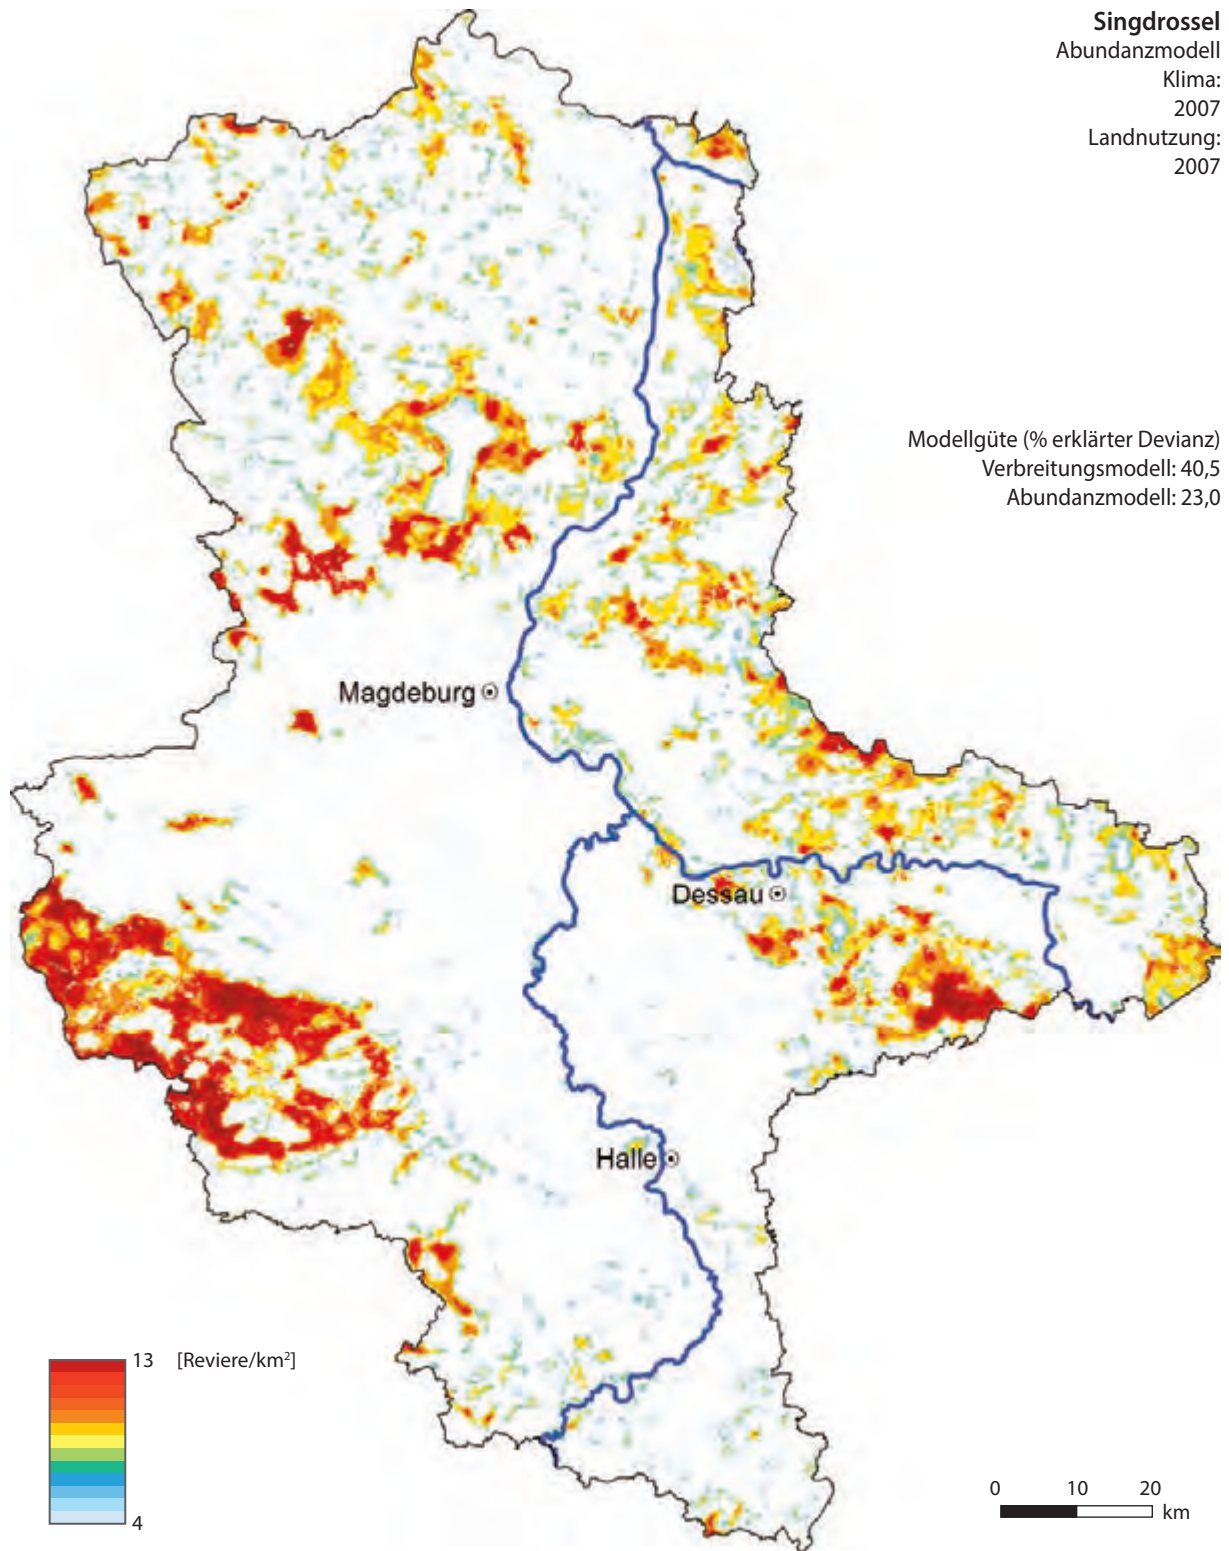 Singdrossel
Abundanzmodell
Klima:
2007
Landnutzung:
2007
Modellgüte (% erklärter Devianz)
Verbreitungsmodell: 40,5
Abundanzmodell: 23,0
Magdeburg
Dessau
Halle
13 [Reviere/km²]
4
0 10 20
km